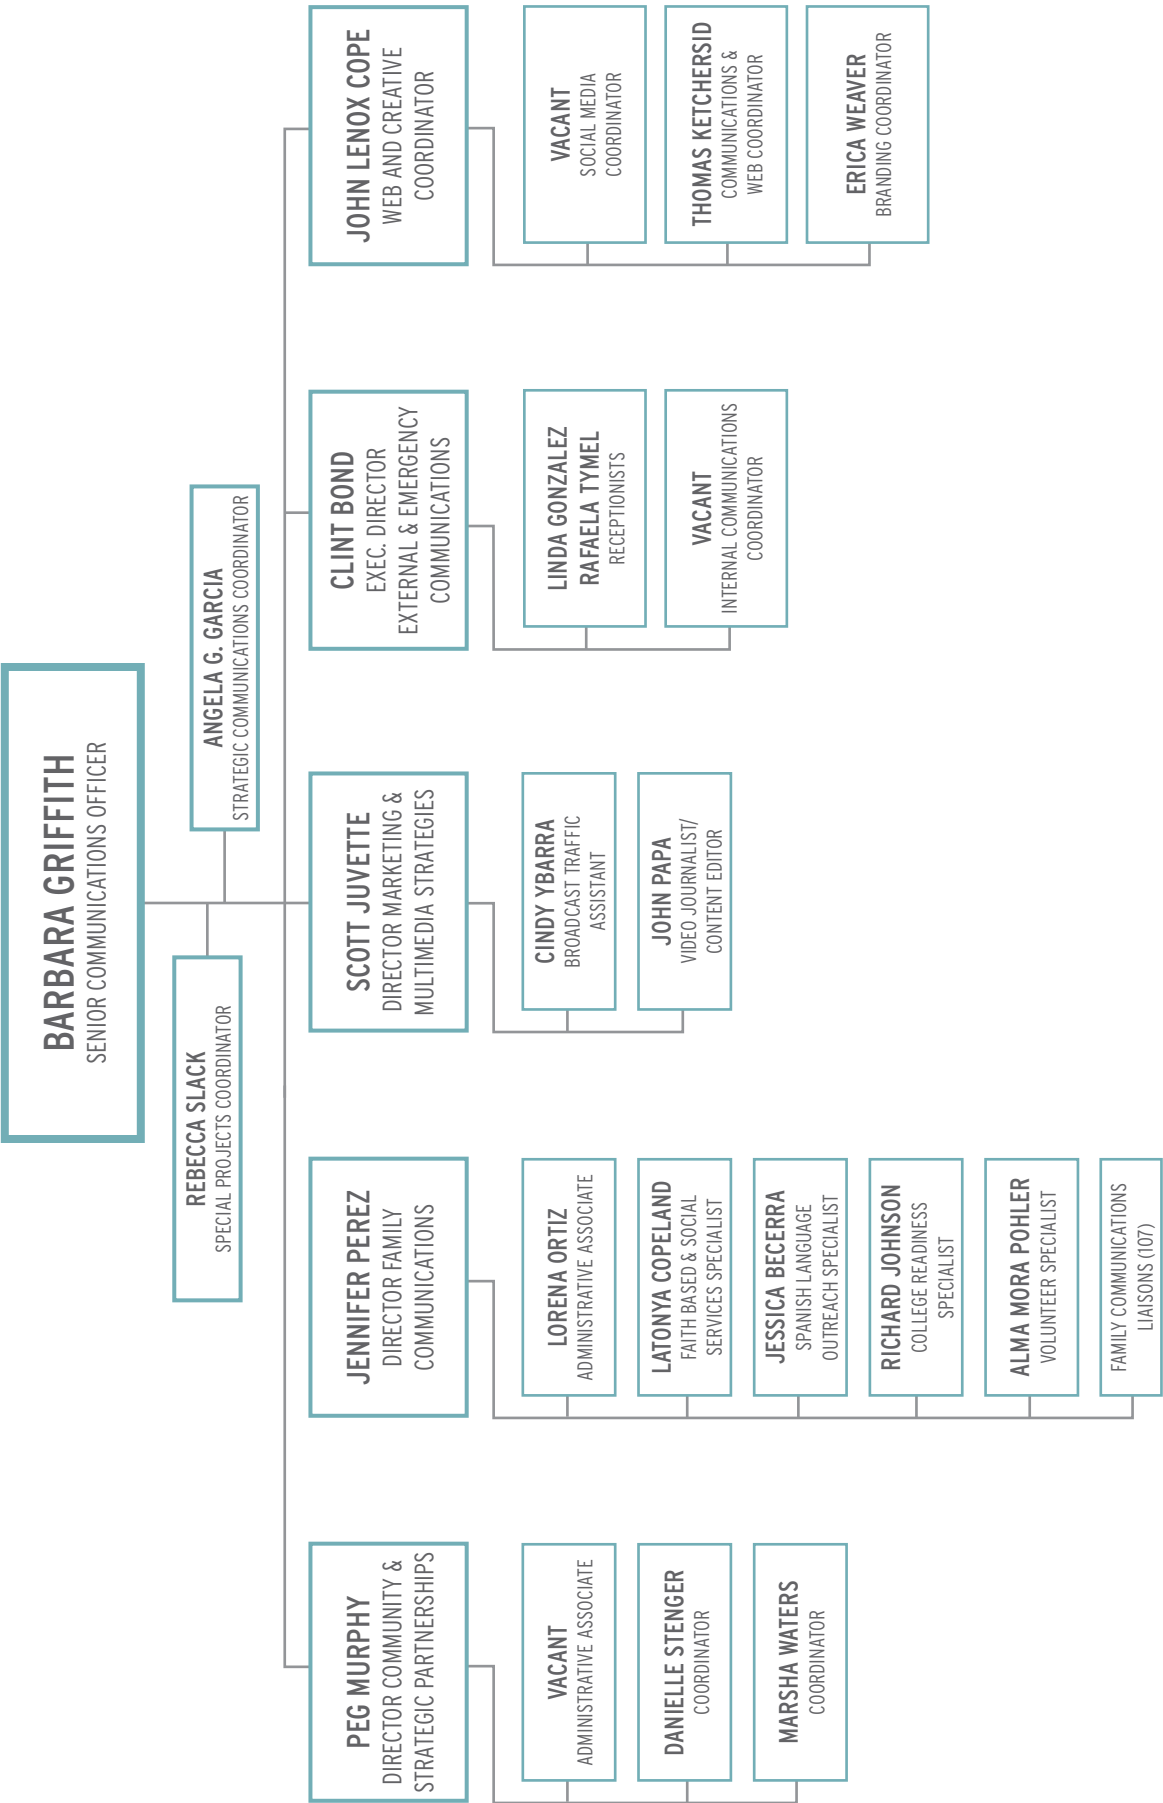 BARBARA GRIFFITH
SENIOR COMMUNICATIONS OFFICER
REBECCA SLACK
SPECIAL PROJECTS COORDINATOR
ANGELA G. GARCIA
STRATEGIC COMMUNICATIONS COORDINATOR
PEG MURPHY
DIRECTOR COMMUNITY &
STRATEGIC PARTNERSHIPS
VACANT
ADMINISTRATIVE ASSOCIATE
DANIELLE STENGER
COORDINATOR
MARSHA WATERS
COORDINATOR
JENNIFER PEREZ
DIRECTOR FAMILY
COMMUNICATIONS
LORENA ORTIZ
ADMINISTRATIVE ASSOCIATE
LATONYA COPELAND
FAITH BASED & SOCIAL
SERVICES SPECIALIST
JESSICA BECERRA
SPANISH LANGUAGE
OUTREACH SPECIALIST
RICHARD JOHNSON
COLLEGE READINESS
SPECIALIST
ALMA MORA POHLER
VOLUNTEER SPECIALIST
FAMILY COMMUNICATIONS
LIAISONS (107)
SCOTT JUVETTE
DIRECTOR MARKETING &
MULTIMEDIA STRATEGIES
CINDY YBARRA
BROADCAST TRAFFIC
ASSISTANT
JOHN PAPA
VIDEO JOURNALIST/
CONTENT EDITOR
CLINT BOND
EXEC. DIRECTOR
EXTERNAL & EMERGENCY
COMMUNICATIONS
LINDA GONZALEZ
RAFAELA TYMEL
RECEPTIONISTS
VACANT
INTERNAL COMMUNICATIONS
COORDINATOR
JOHN LENOX COPE
WEB AND CREATIVE
COORDINATOR
VACANT
SOCIAL MEDIA
COORDINATOR
THOMAS KETCHERSID
COMMUNICATIONS &
WEB COORDINATOR
ERICA WEAVER
BRANDING COORDINATOR